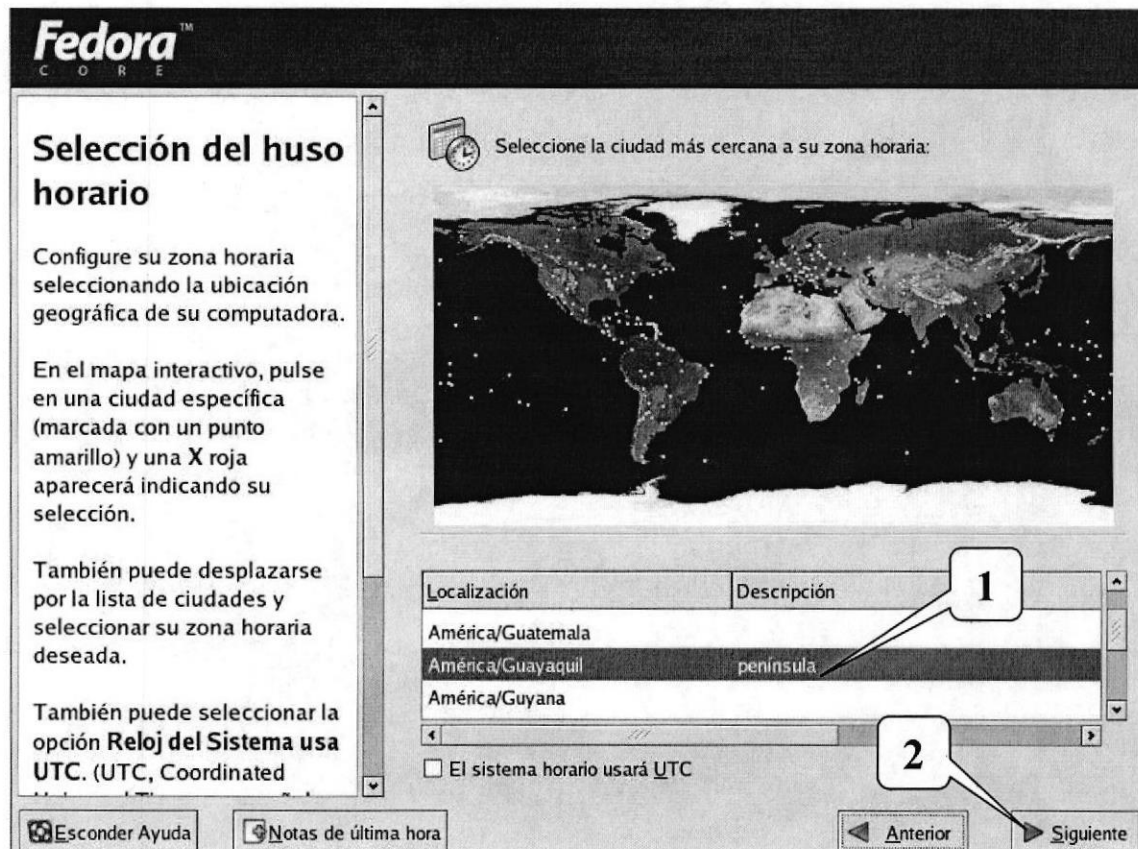 Fedora™
CORE
Selección del huso
horario
Configure su zona horaria
seleccionando la ubicación
geográfica de su computadora.
En el mapa interactivo, pulse
en una ciudad específica
(marcada con un punto
amarillo) y una X roja
aparecerá indicando su
selección.
También puede desplazarse
por la lista de ciudades y
seleccionar su zona horaria
deseada.
También puede seleccionar la
opción Reloj del Sistema usa
UTC. (UTC, Coordinated
Seleccione la ciudad más cercana a su zona horaria:
Localización Descripción
1
América/Guatemala
América/Guayaquil península
América/Guyana
2
El sistema horario usará UTC
Esconder Ayuda Notas de última hora Anterior Siguiente